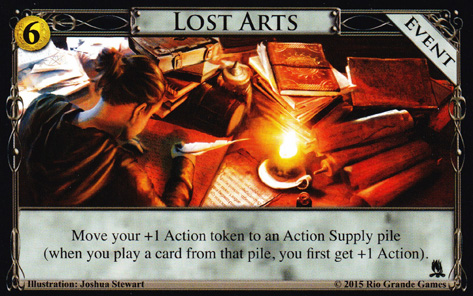 LOST ARTS
6
EVENT
Move your +1 Action token to an Action Supply pile
(when you play a card from that pile, you first get +1 Action).
Illustration: Joshua Stewart
© 2015 Rio Grande Games